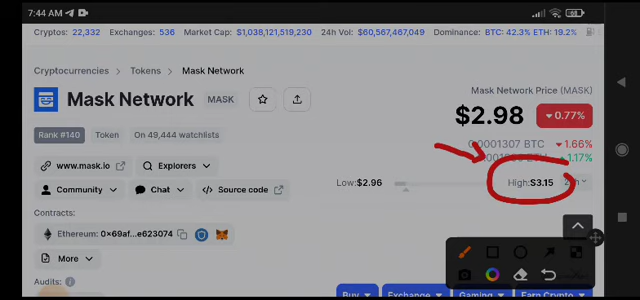 7:44 AM
68
Cryptos: 22,332 Exchanges: 536 Market Cap: $1,038,121,519,230 24h Vol: $60,567,467,049 Dominance: BTC: 42.3% ETH: 19.2%
Cryptocurrencies > Tokens > Mask Network
Mask Network Price (MASK)
Mask Network MASK
$2.98 0.77%
0.0001307 BTC 1.66%
1.17%
Rank #140 Token On 49,444 watchlists
www.mask.io Explorers
Community Chat Source code
Low:$2.96 High:$3.15
Contracts:
Ethereum: 0x69af...e623074
More
Audits:
Buy Exchange Gaming Earn Crypto